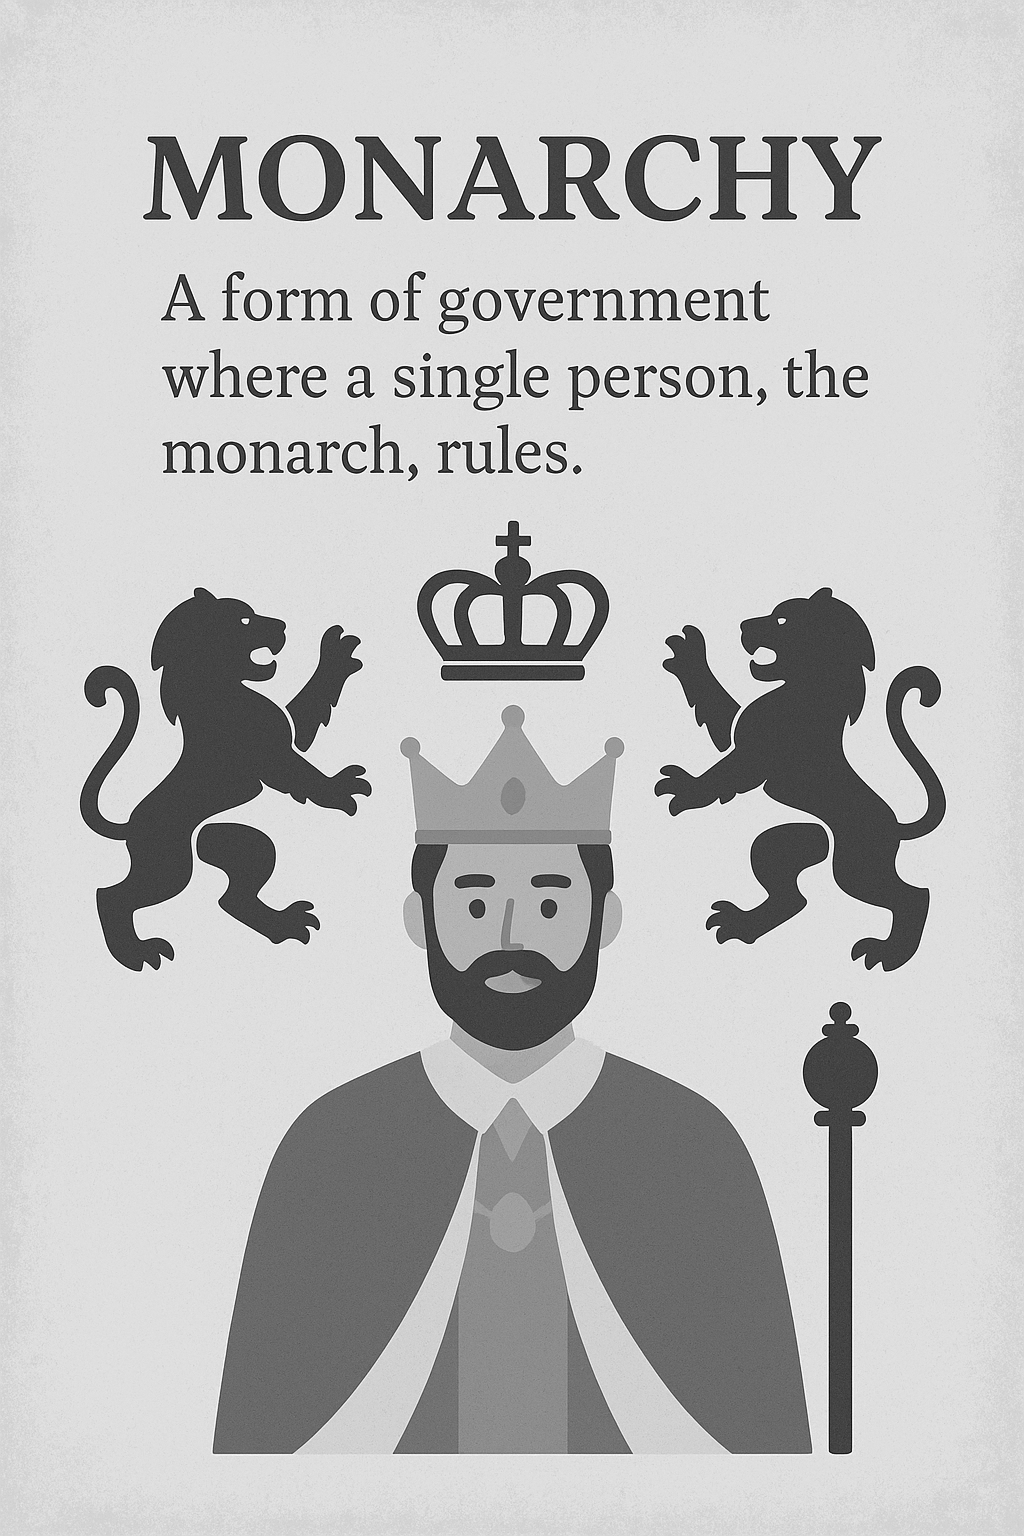 MONARCHY
A form of government
where a single person, the
monarch, rules.